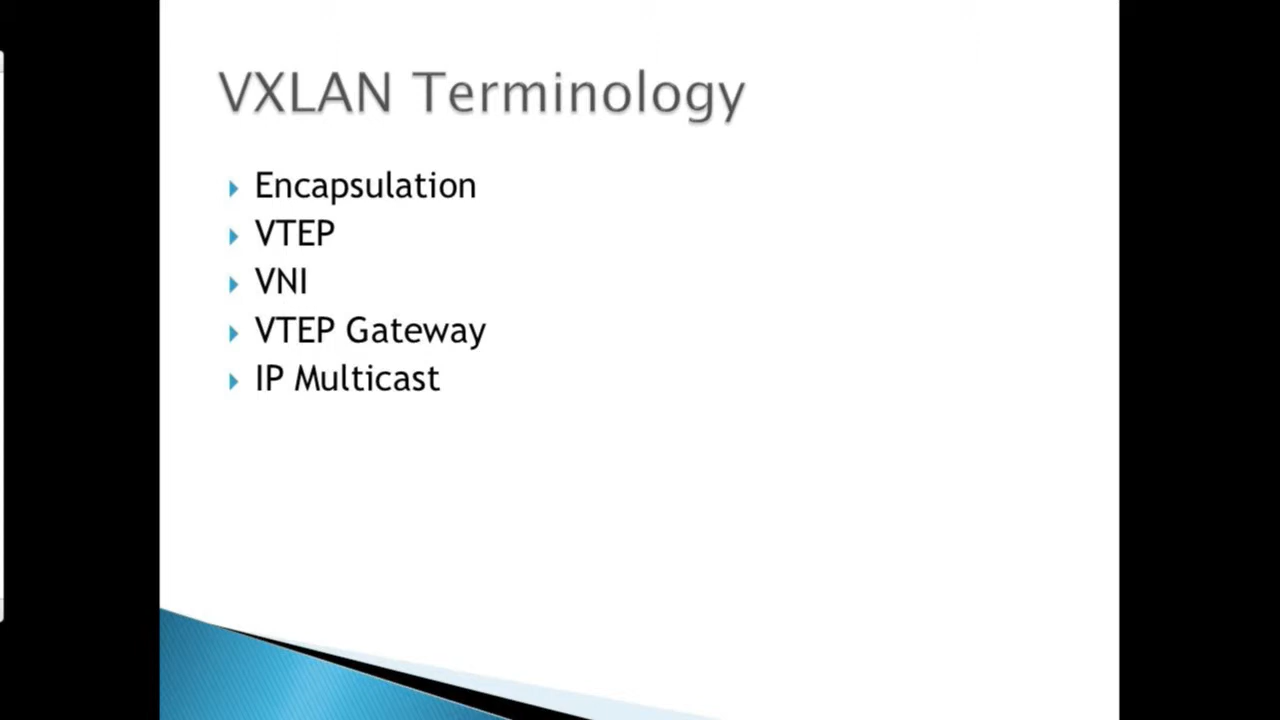 VXLAN Terminology
Encapsulation
VTEP
VNI
VTEP Gateway
IP Multicast